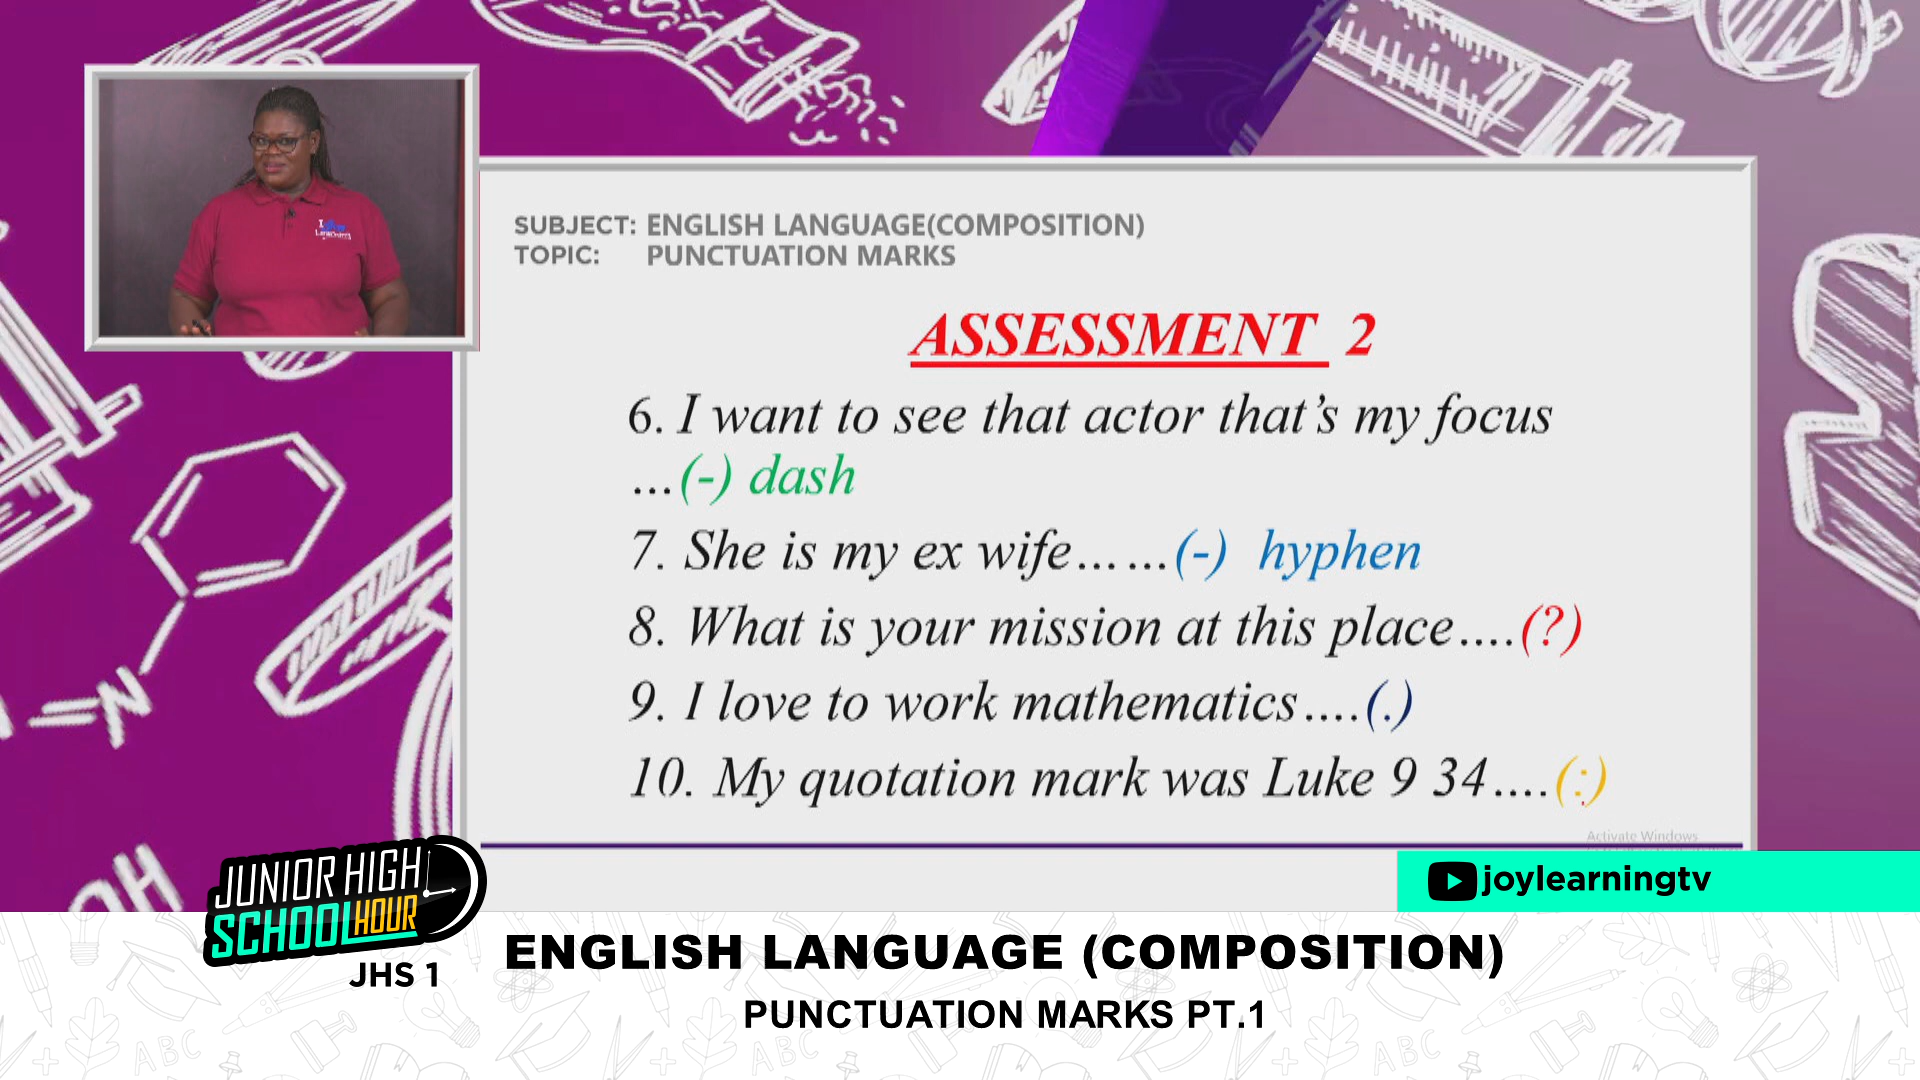 SUBJECT: ENGLISH LANGUAGE(COMPOSITION)
TOPIC: PUNCTUATION MARKS
ASSESSMENT 2
6. I want to see that actor that’s my focus
...(-) dash
7. She is my ex wife……(-) hyphen
8. What is your mission at this place....(?)
9. I love to work mathematics....(.)
10. My quotation mark was Luke 9 34....(:)
Activate Windows
joylearningtv
JUNIOR HIGH
SCHOOL HOUR
JHS 1
ENGLISH LANGUAGE (COMPOSITION)
PUNCTUATION MARKS PT.1